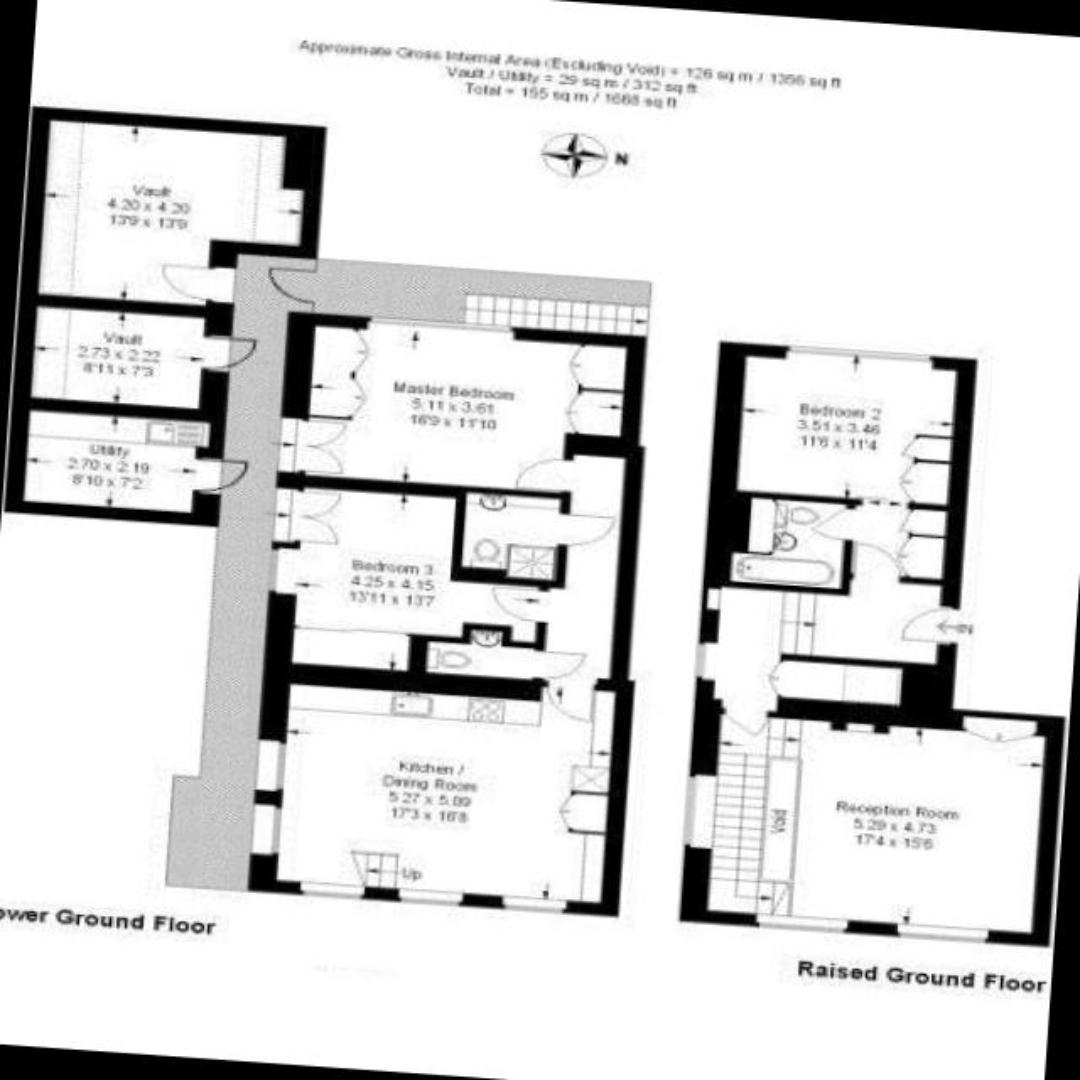 Approximate Gross Internal Area (Excluding Void) = 126 sq m / 1356 sq ft
Vault / Utility = 29 sq m / 312 sq ft
Total = 155 sq m / 1668 sq ft
N
Vault
4.20 x 4.20
13'9 x 13'9
Vault
2.73 x 2.22
8'11 x 7'3
Utility
2.70 x 2.19
8'10 x 7'2
Master Bedroom
5.11 x 3.61
16'9 x 11'10
Bedroom 3
4.25 x 4.15
13'11 x 13'7
Kitchen /
Dining Room
5.27 x 5.09
17'3 x 16'8
Up
ower Ground Floor
Bedroom 2
3.51 x 3.46
11'6 x 11'4
IN
Reception Room
5.29 x 4.73
17'4 x 15'6
Void
Raised Ground Floor